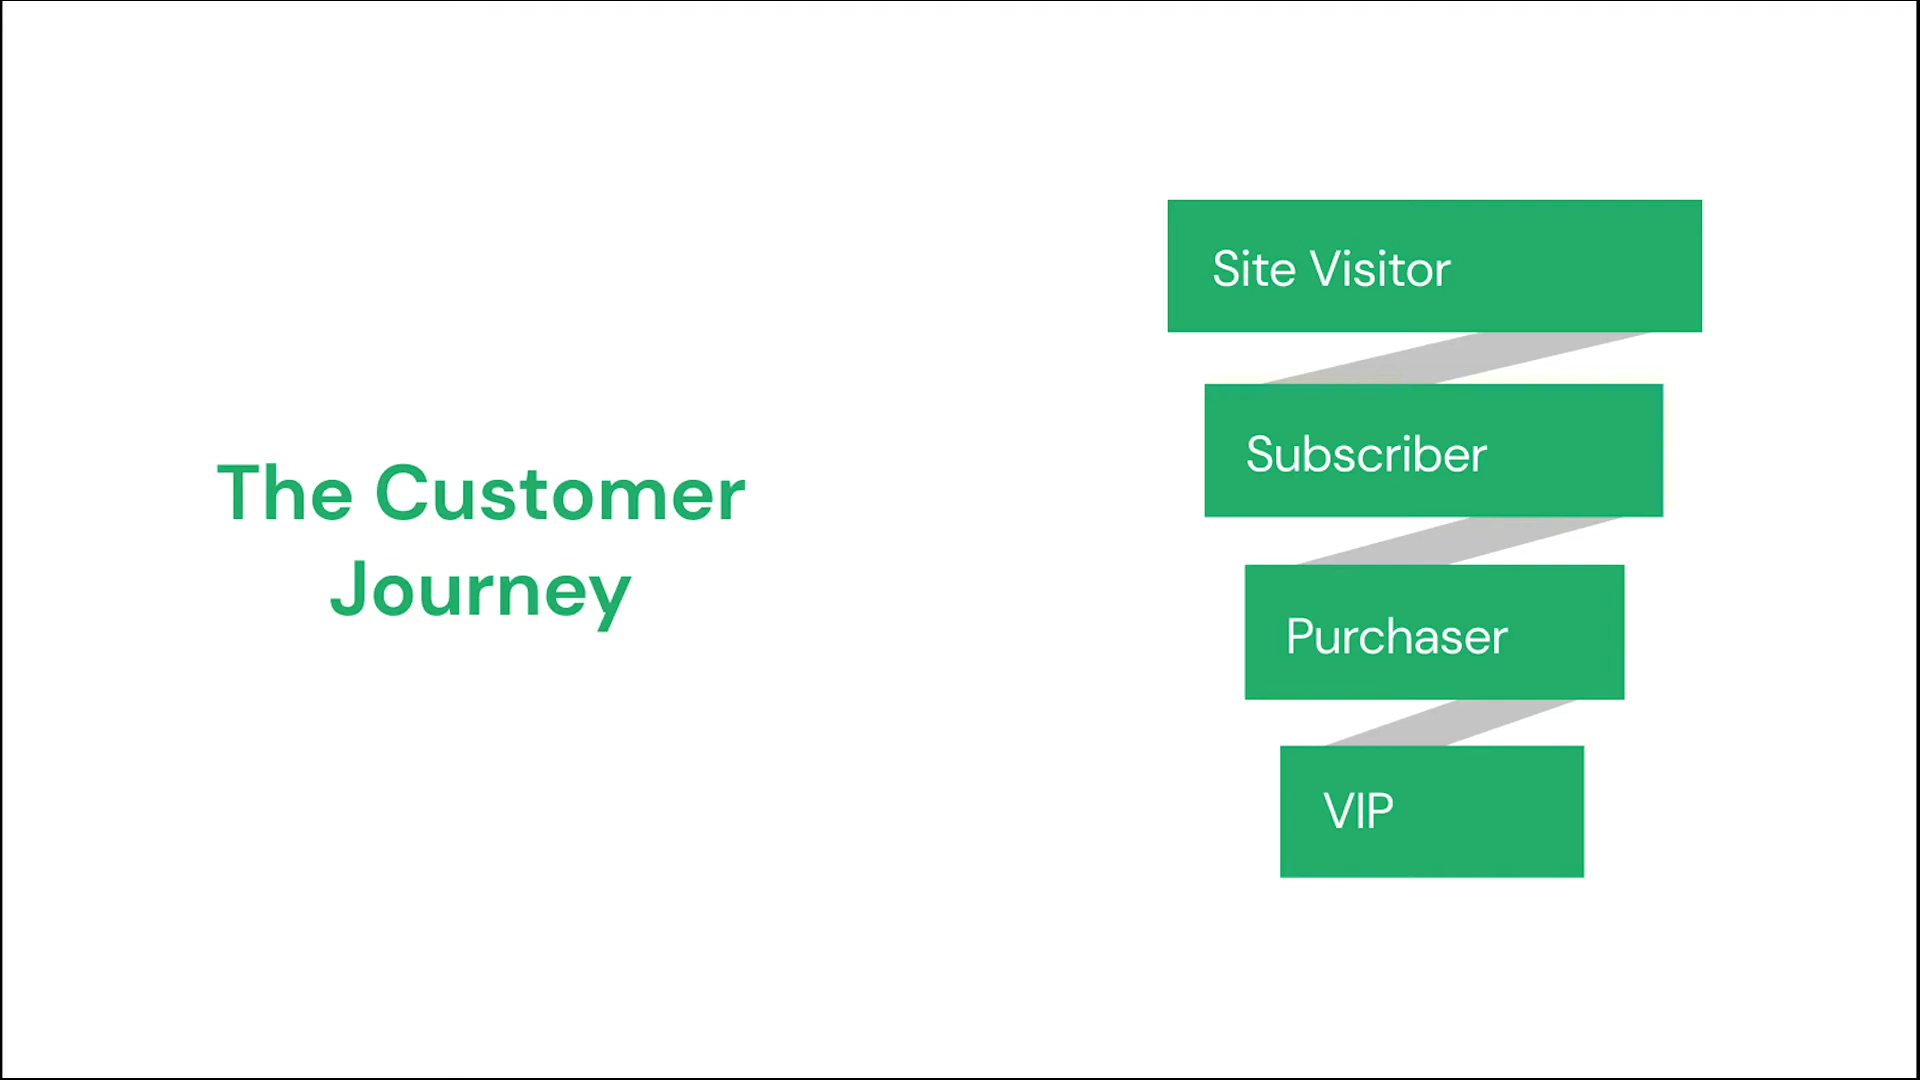 The Customer
Journey
Site Visitor
Subscriber
Purchaser
VIP